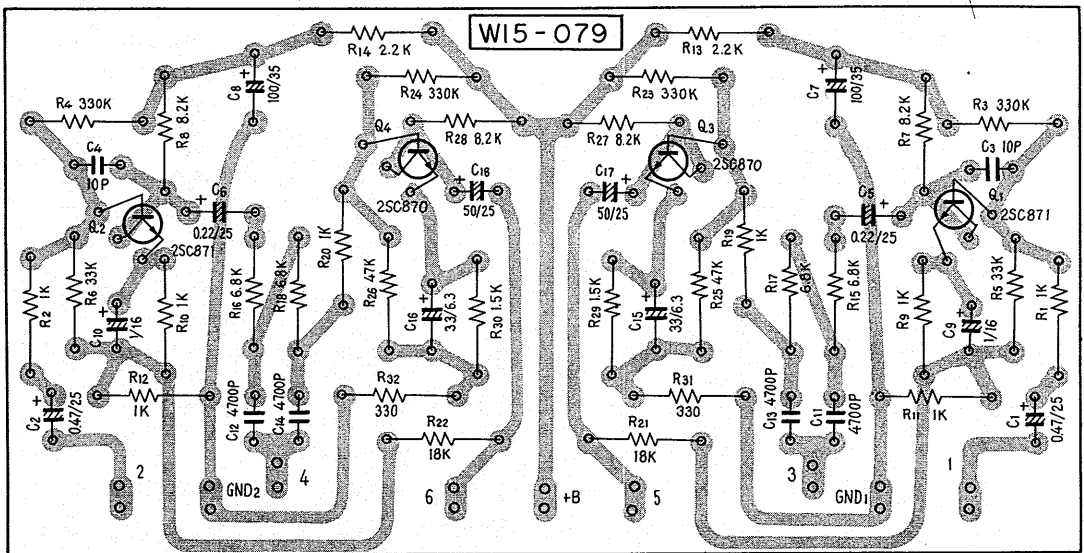 W15-079
R14 2.2K
R13 2.2K
C8 100/35
C7 100/35
R24 330K
R23 330K
R4 330K
R8 8.2K
R28 8.2K
R27 8.2K
R7 8.2K
R3 330K
Q4
Q3
C4
10P
C3 10P
2SC870
2SC870
C16
50/25
C17
50/25
C6
0.22/25
C5
0.22/25
Q2
2SC871
Q1
2SC871
R2 1K
R6 33K
C10 1/16
R10 1K
R16 6.8K
R18 6.8K
R20 1K
R26 47K
C16 33/6.3
R30 1.5K
R29 1.5K
C15 33/6.3
R25 47K
R19 1K
R17 6.8K
R15 6.8K
R9 1K
C9 1/16
R5 33K
R1 1K
R12
1K
R32
330
R31
330
R11 1K
C2 0.47/25
C12 4700P
C14 4700P
C13 4700P
C11 4700P
C1 0.47/25
R22
18K
R21
18K
2
GND2
4
6
+B
5
3
GND1
1